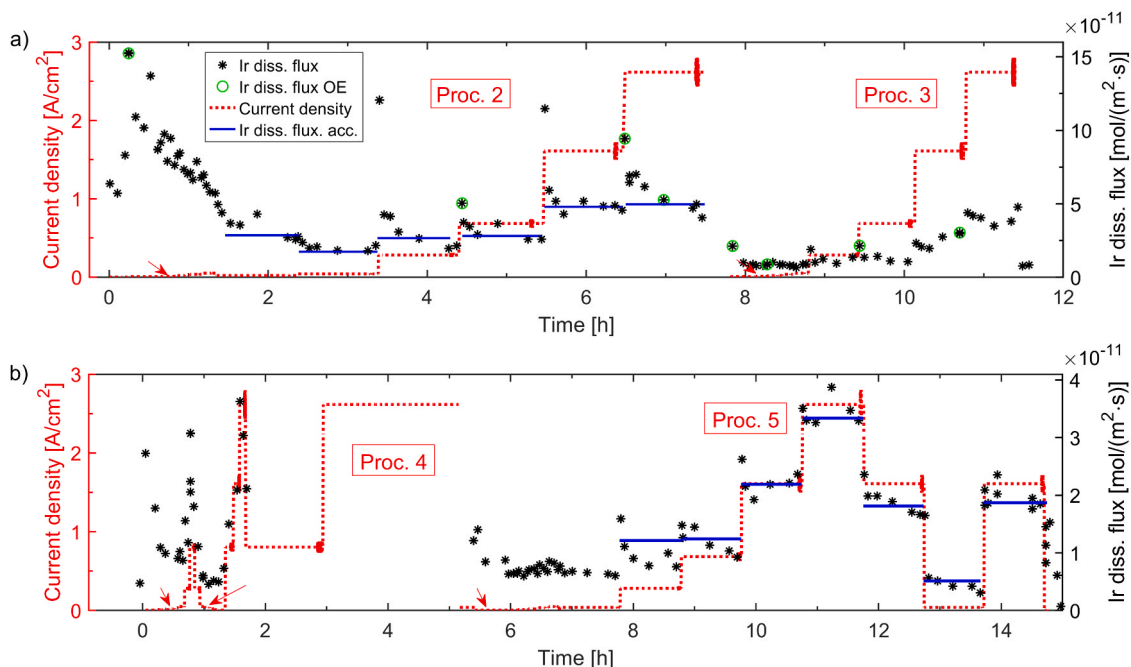 a)
×10⁻¹¹
3
2
1
0
Current density [A/cm²]
Ir diss. flux
Ir diss. flux OE
Current density
Ir diss. flux. acc.
Proc. 2
Proc. 3
15
10
5
0
Ir diss. flux [mol/(m²·s)]
0 2 4 6 8 10 12
Time [h]
b)
×10⁻¹¹
3
2
1
0
Current density [A/cm²]
Proc. 4
Proc. 5
4
3
2
1
0
Ir diss. flux [mol/(m²·s)]
0 2 4 6 8 10 12 14
Time [h]